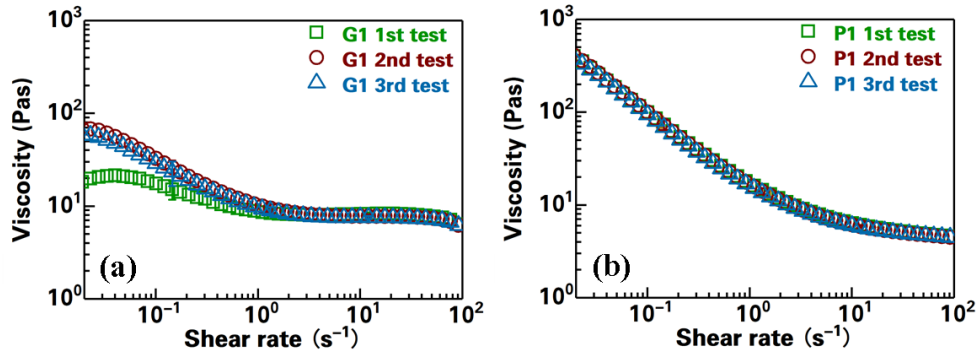 G1 1st test
G1 2nd test
G1 3rd test
Viscosity (Pas)
10³
10²
10¹
10⁰
(a)
10⁻¹ 10⁰ 10¹ 10²
Shear rate (s⁻¹)
P1 1st test
P1 2nd test
P1 3rd test
Viscosity (Pas)
10³
10²
10¹
10⁰
(b)
10⁻¹ 10⁰ 10¹ 10²
Shear rate (s⁻¹)